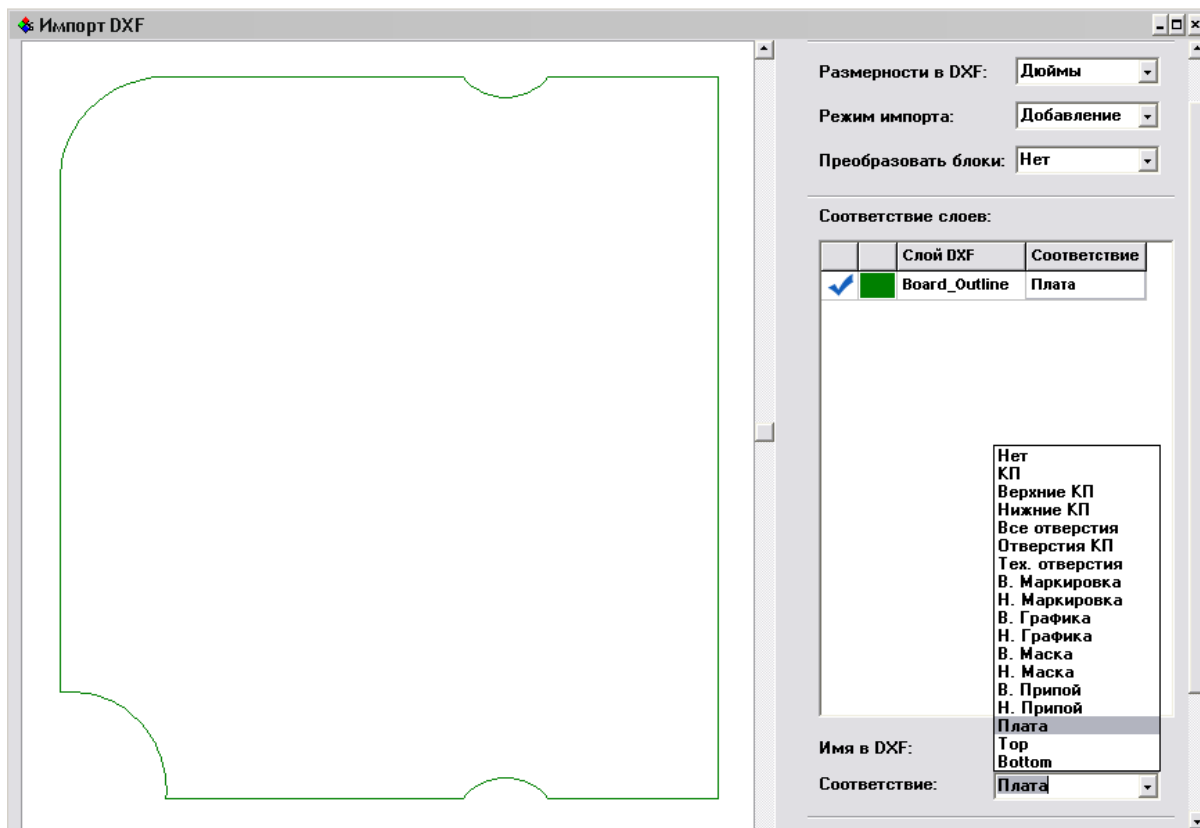 Импорт DXF
Размерности в DXF: Дюймы
Режим импорта: Добавление
Преобразовать блоки: Нет
Соответствие слоев:
Слой DXF Соответствие
Board_Outline Плата
Нет
КП
Верхние КП
Нижние КП
Все отверстия
Отверстия КП
Тех. отверстия
В. Маркировка
Н. Маркировка
В. Графика
Н. Графика
В. Маска
Н. Маска
В. Припой
Н. Припой
Плата
Top
Bottom
Имя в DXF:
Соответствие: Плата